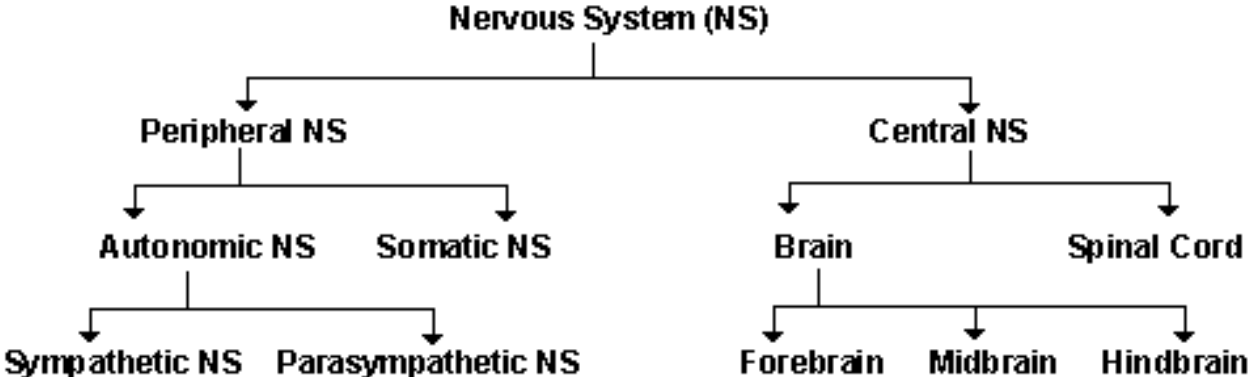 Nervous System (NS)
Peripheral NS Central NS
Autonomic NS Somatic NS Brain Spinal Cord
Sympathetic NS Parasympathetic NS Forebrain Midbrain Hindbrain